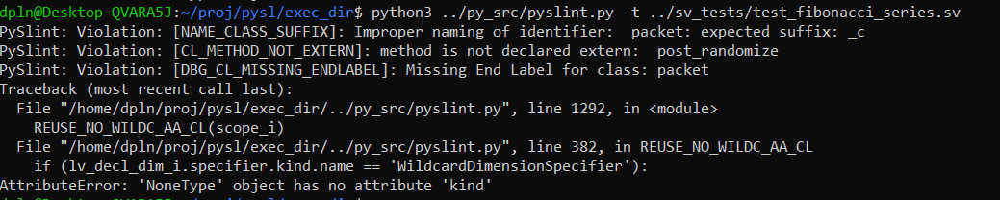 dpln@Desktop-QVARA5J:~/proj/pysl/exec_dir$ python3 ../py_src/pyslint.py -t ../sv_tests/test_fibonacci_series.sv
PySlint: Violation: [NAME_CLASS_SUFFIX]: Improper naming of identifier:  packet: expected suffix: _c
PySlint: Violation: [CL_METHOD_NOT_EXTERN]: method is not declared extern:  post_randomize
PySlint: Violation: [DBG_CL_MISSING_ENDLABEL]: Missing End Label for class: packet
Traceback (most recent call last):
  File "/home/dpln/proj/pysl/exec_dir/../py_src/pyslint.py", line 1292, in <module>
    REUSE_NO_WILDC_AA_CL(scope_i)
  File "/home/dpln/proj/pysl/exec_dir/../py_src/pyslint.py", line 382, in REUSE_NO_WILDC_AA_CL
    if (lv_decl_dim_i.specifier.kind.name == 'WildcardDimensionSpecifier'):
AttributeError: 'NoneType' object has no attribute 'kind'